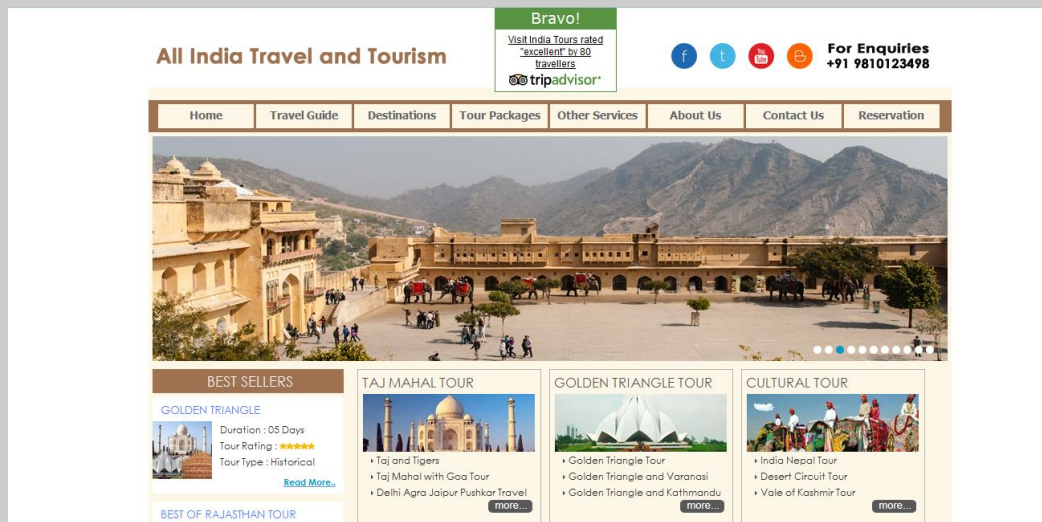 Bravo!
Visit India Tours rated
"excellent" by 80
travellers
tripadvisor
All India Travel and Tourism
f
t
You
Tube
For Enquiries
+91 9810123498
Home
Travel Guide
Destinations
Tour Packages
Other Services
About Us
Contact Us
Reservation
BEST SELLERS
GOLDEN TRIANGLE
Duration : 05 Days
Tour Rating :
Tour Type : Historical
Read More..
BEST OF RAJASTHAN TOUR
TAJ MAHAL TOUR
Taj and Tigers
Taj Mahal with Goa Tour
Delhi Agra Jaipur Pushkar Travel
more...
GOLDEN TRIANGLE TOUR
Golden Triangle Tour
Golden Triangle and Varanasi
Golden Triangle and Kathmandu
more...
CULTURAL TOUR
India Nepal Tour
Desert Circuit Tour
Vale of Kashmir Tour
more...